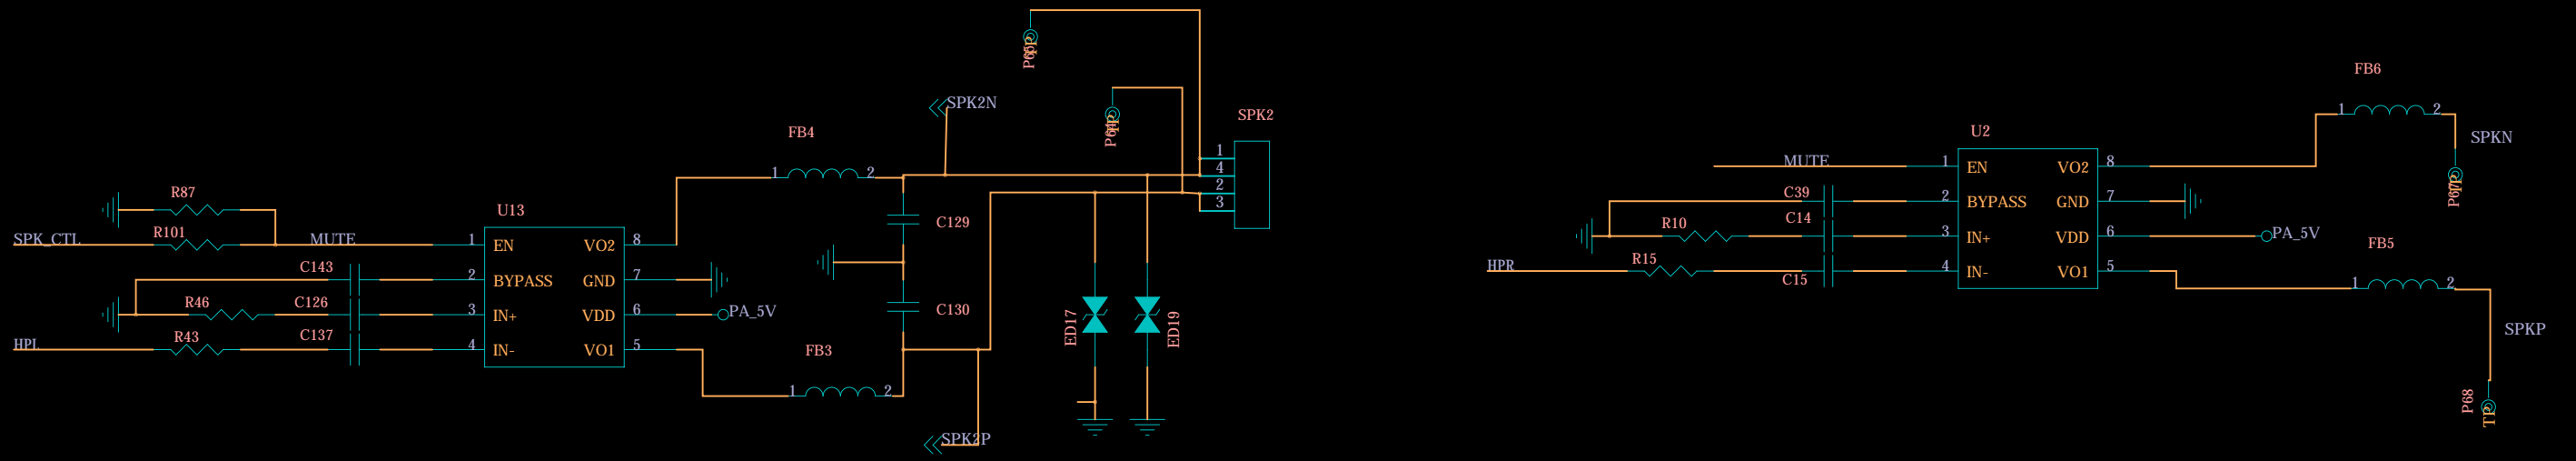 SPK2N
SPK2
FB4
1
2
1
4
2
3
R87
U13
SPK_CTL
R101
MUTE
1
EN
VO2
8
C129
C143
2
BYPASS
GND
7
R46
C126
3
IN+
VDD
6
PA_5V
C130
HPL
R43
C137
4
IN-
VO1
5
FB3
1
2
ED17
ED19
SPK2P
FB6
1
2
SPKN
U2
MUTE
1
EN
VO2
8
C39
2
BYPASS
GND
7
R10
C14
3
IN+
VDD
6
PA_5V
HPR
R15
C15
4
IN-
VO1
5
FB5
1
2
SPKP
P68
TP